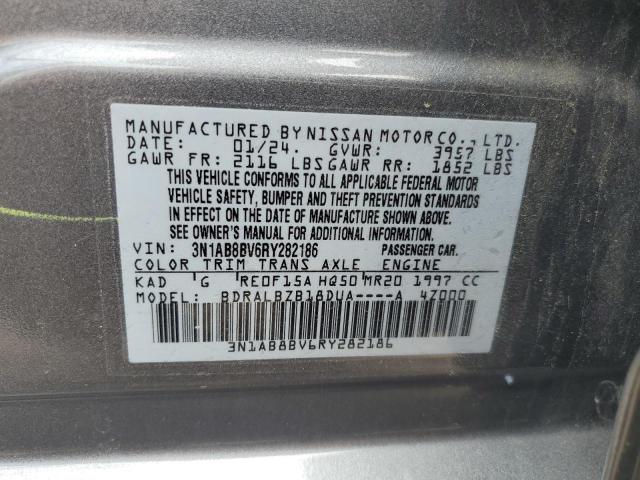 MANUFACTURED BY NISSAN MOTOR CO., LTD.
DATE: 01/24. GVWR: 3957 LBS
GAWR FR: 2116 LBS GAWR RR: 1852 LBS
THIS VEHICLE CONFORMS TO ALL APPLICABLE FEDERAL MOTOR
VEHICLE SAFETY, BUMPER AND THEFT PREVENTION STANDARDS
IN EFFECT ON THE DATE OF MANUFACTURE SHOWN ABOVE.
SEE OWNER'S MANUAL FOR ADDITIONAL INFORMATION.
VIN: 3N1AB8BV6RY282186 PASSENGER CAR.
COLOR TRIM TRANS AXLE ENGINE
KAD G RE0F15A HQ50 MR20 1997 CC
MODEL: BDRALBZB18DUA----A 4Z000
3N1AB8BV6RY282186